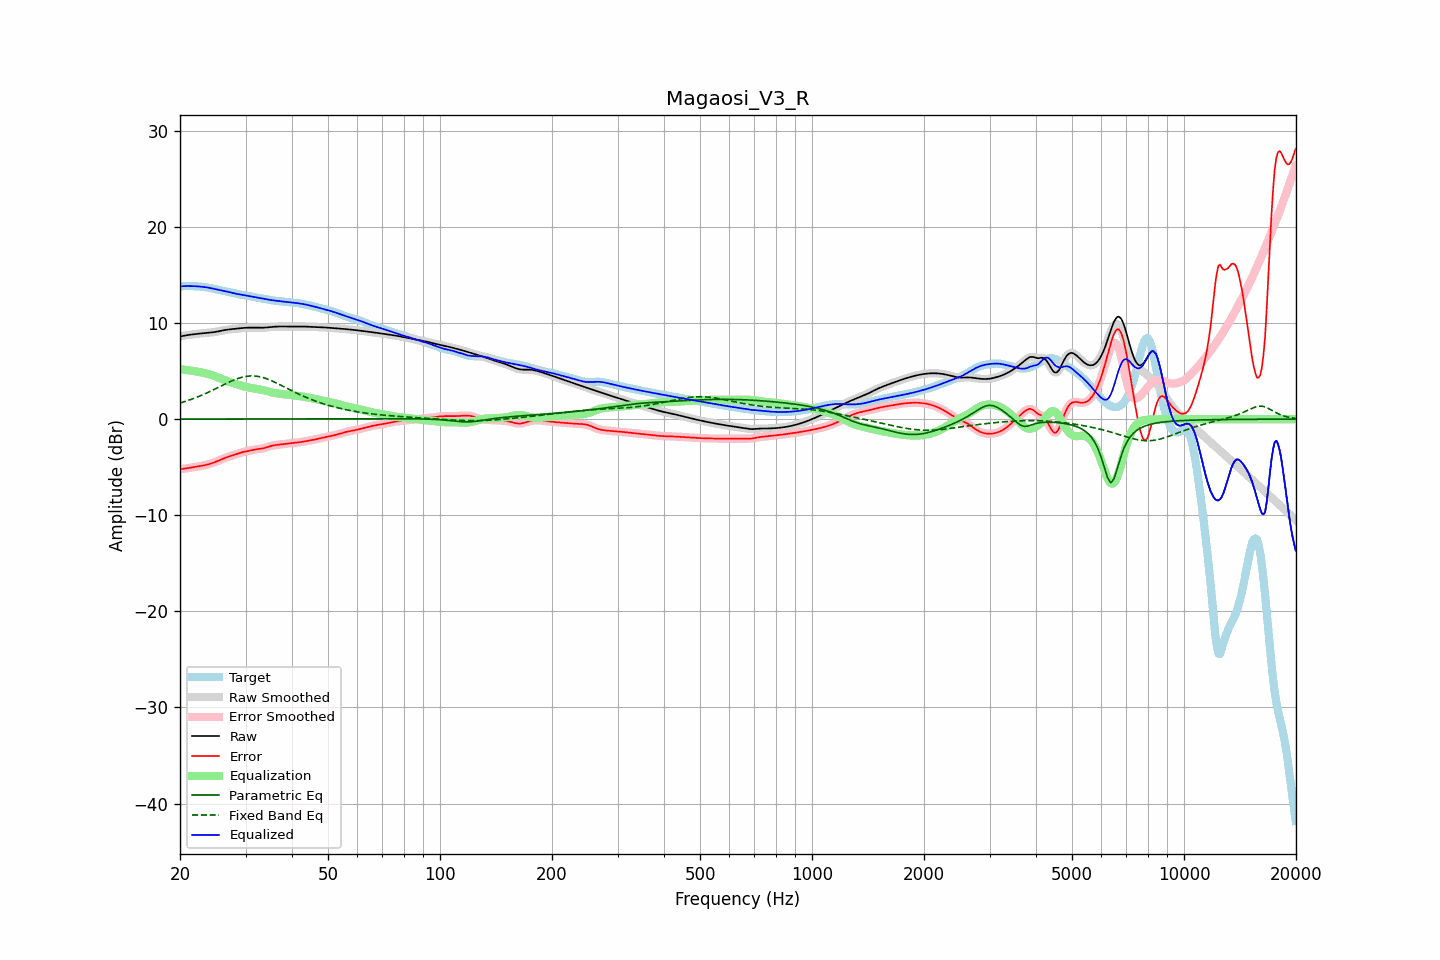 Magaosi_V3_R
30
20
10
0
−10
−20
−30
−40
Amplitude (dBr)
Target
Raw Smoothed
Error Smoothed
Raw
Error
Equalization
Parametric Eq
Fixed Band Eq
Equalized
20 50 100 200 500 1000 2000 5000 10000 20000
Frequency (Hz)